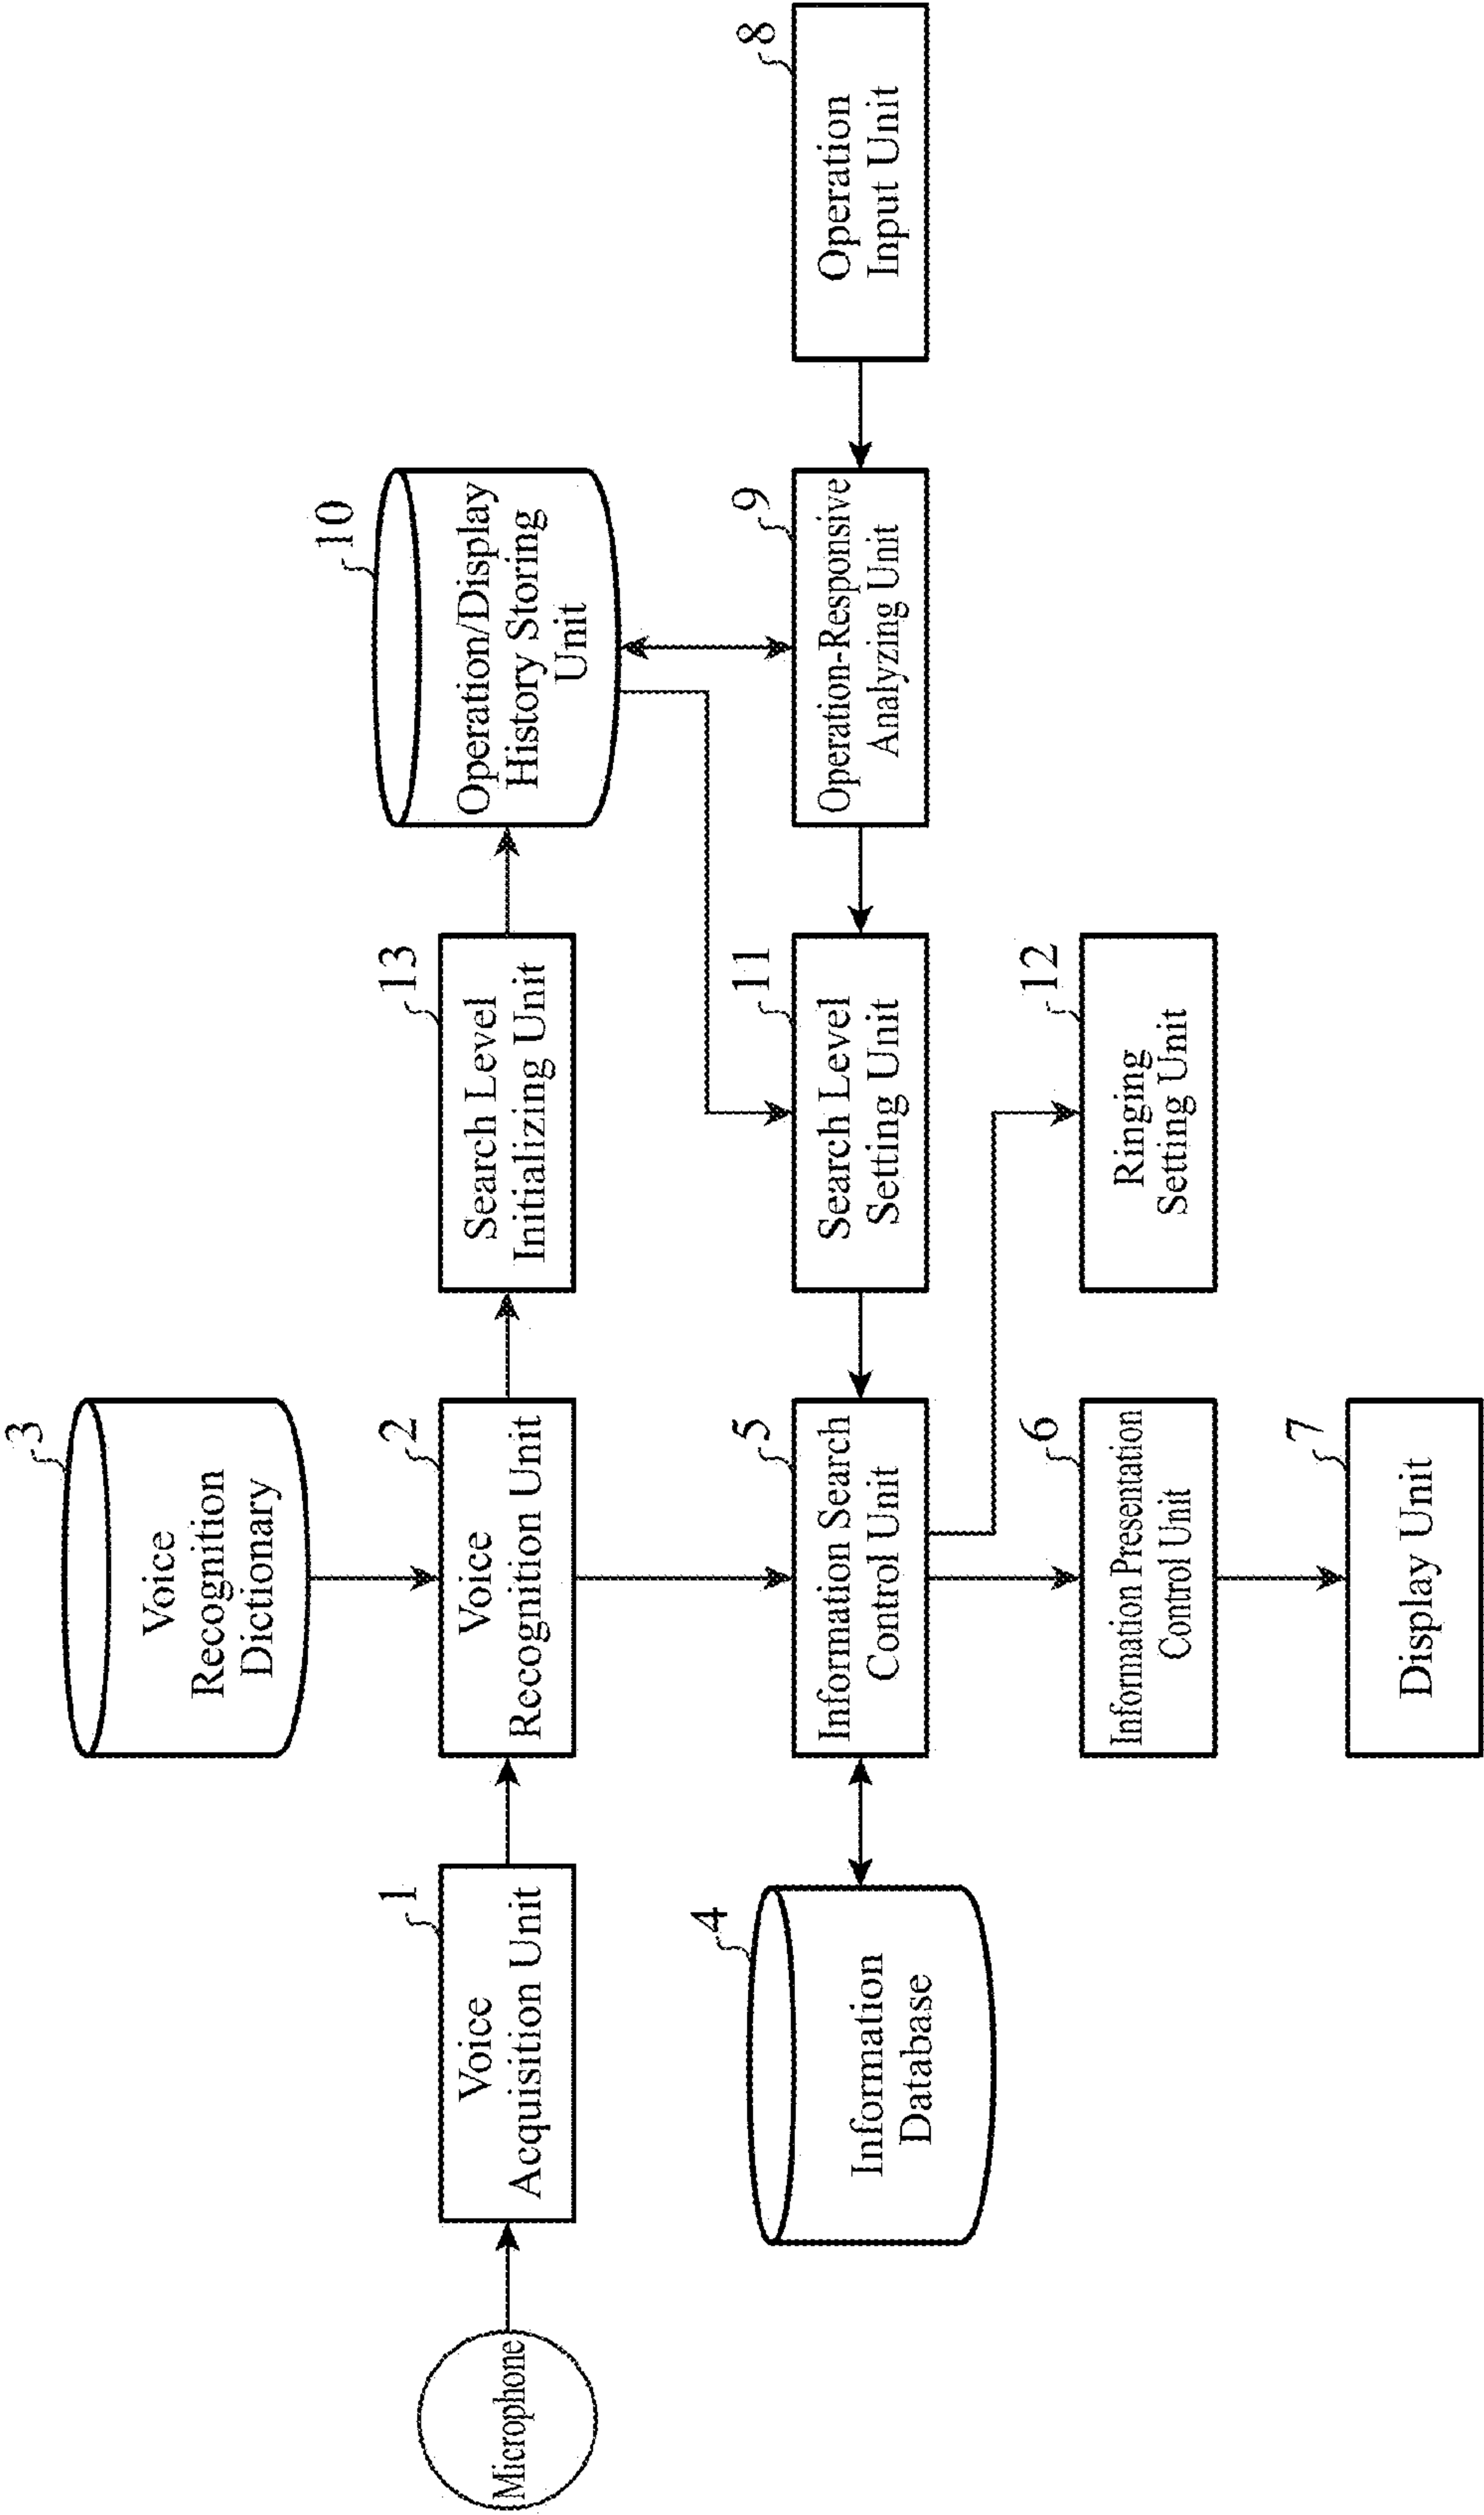 3
Voice
Recognition
Dictionary
10
Operation/Display
History Storing
Unit
Microphone
1
Voice
Acquisition Unit
2
Voice
Recognition Unit
13
Search Level
Initializing Unit
4
Information
Database
5
Information Search
Control Unit
11
Search Level
Setting Unit
9
Operation-Responsive
Analyzing Unit
8
Operation
Input Unit
6
Information Presentation
Control Unit
12
Ringing
Setting Unit
7
Display Unit